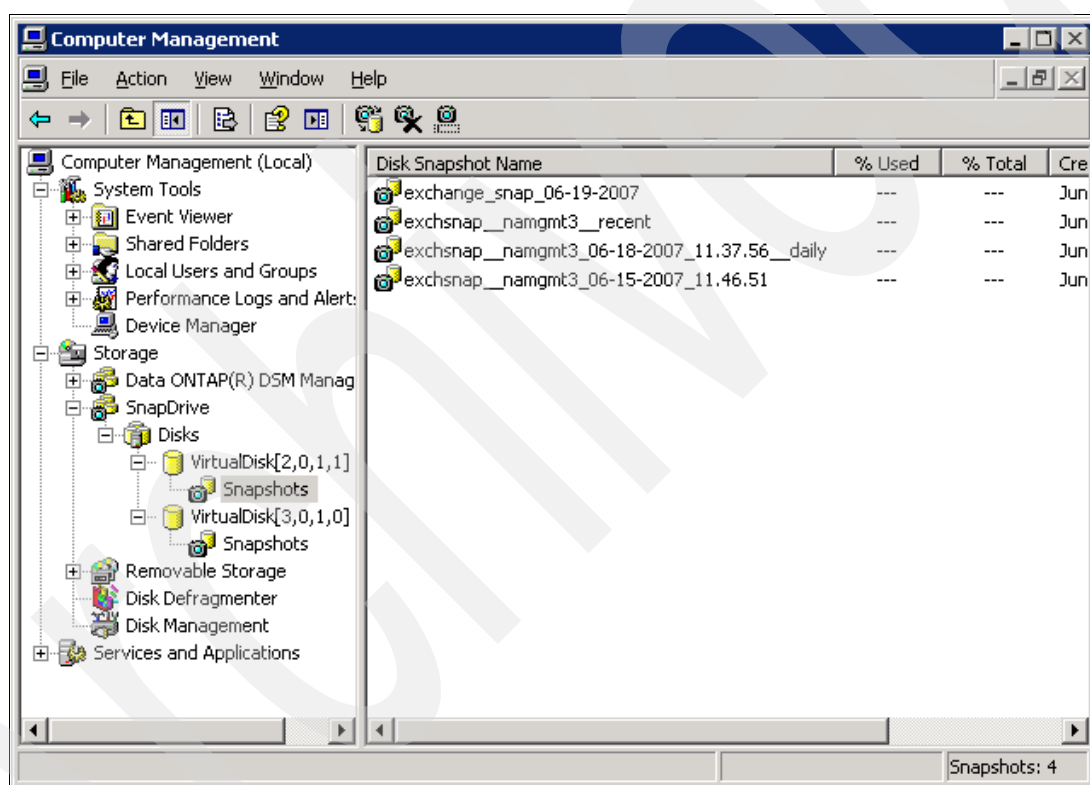 Computer Management
File Action View Window Help
Computer Management (Local)
System Tools
Event Viewer
Shared Folders
Local Users and Groups
Performance Logs and Alert
Device Manager
Storage
Data ONTAP(R) DSM Manag
SnapDrive
Disks
VirtualDisk[2,0,1,1]
Snapshots
VirtualDisk[3,0,1,0]
Snapshots
Removable Storage
Disk Defragmenter
Disk Management
Services and Applications
Disk Snapshot Name % Used % Total Cre
exchange_snap_06-19-2007 --- --- Jun
exchsnap__namgmt3__recent --- --- Jun
exchsnap__namgmt3_06-18-2007_11.37.56__daily --- --- Jun
exchsnap__namgmt3_06-15-2007_11.46.51 --- --- Jun
Snapshots: 4